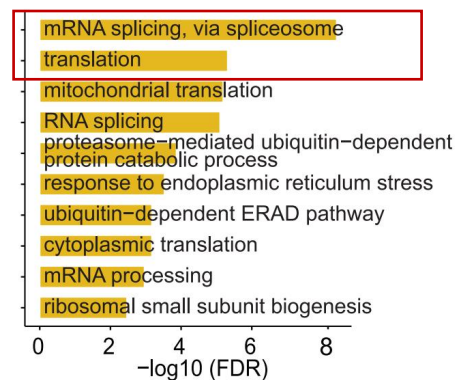 mRNA splicing, via spliceosome
translation
mitochondrial translation
RNA splicing
proteasome−mediated ubiquitin−dependent
protein catabolic process
response to endoplasmic reticulum stress
ubiquitin−dependent ERAD pathway
cytoplasmic translation
mRNA processing
ribosomal small subunit biogenesis
0 2 4 6 8
−log10 (FDR)